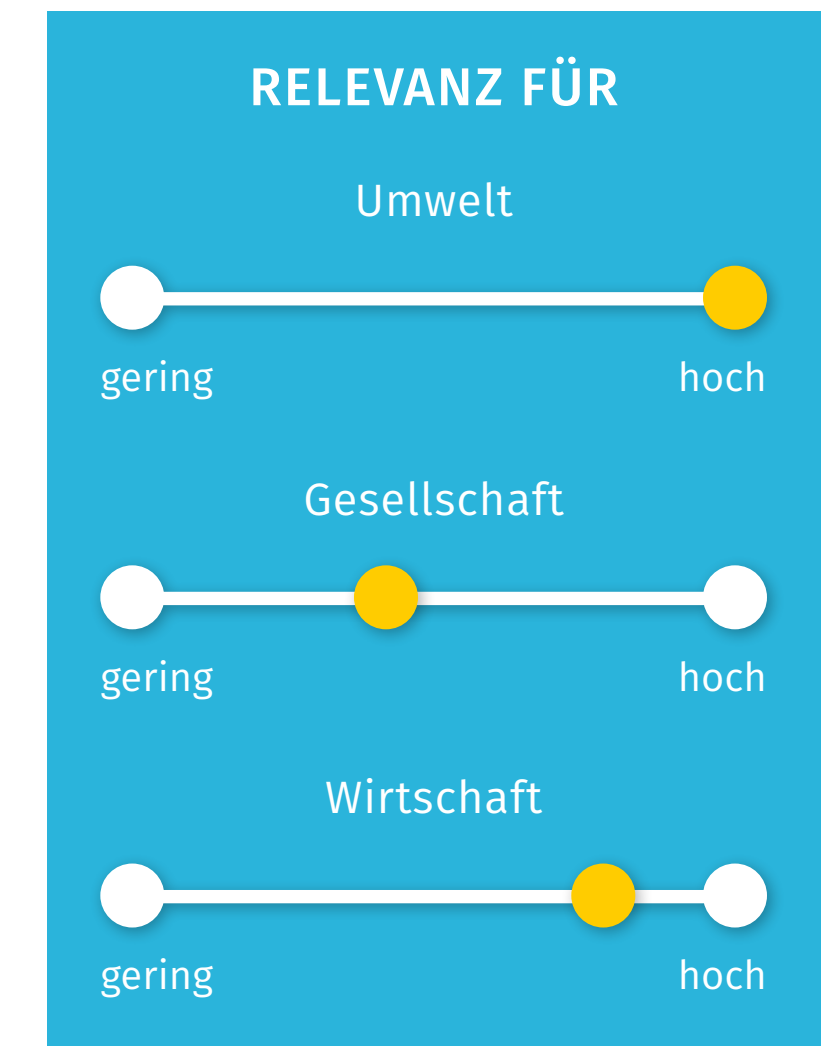 RELEVANZ FÜR
Umwelt
gering hoch
Gesellschaft
gering hoch
Wirtschaft
gering hoch